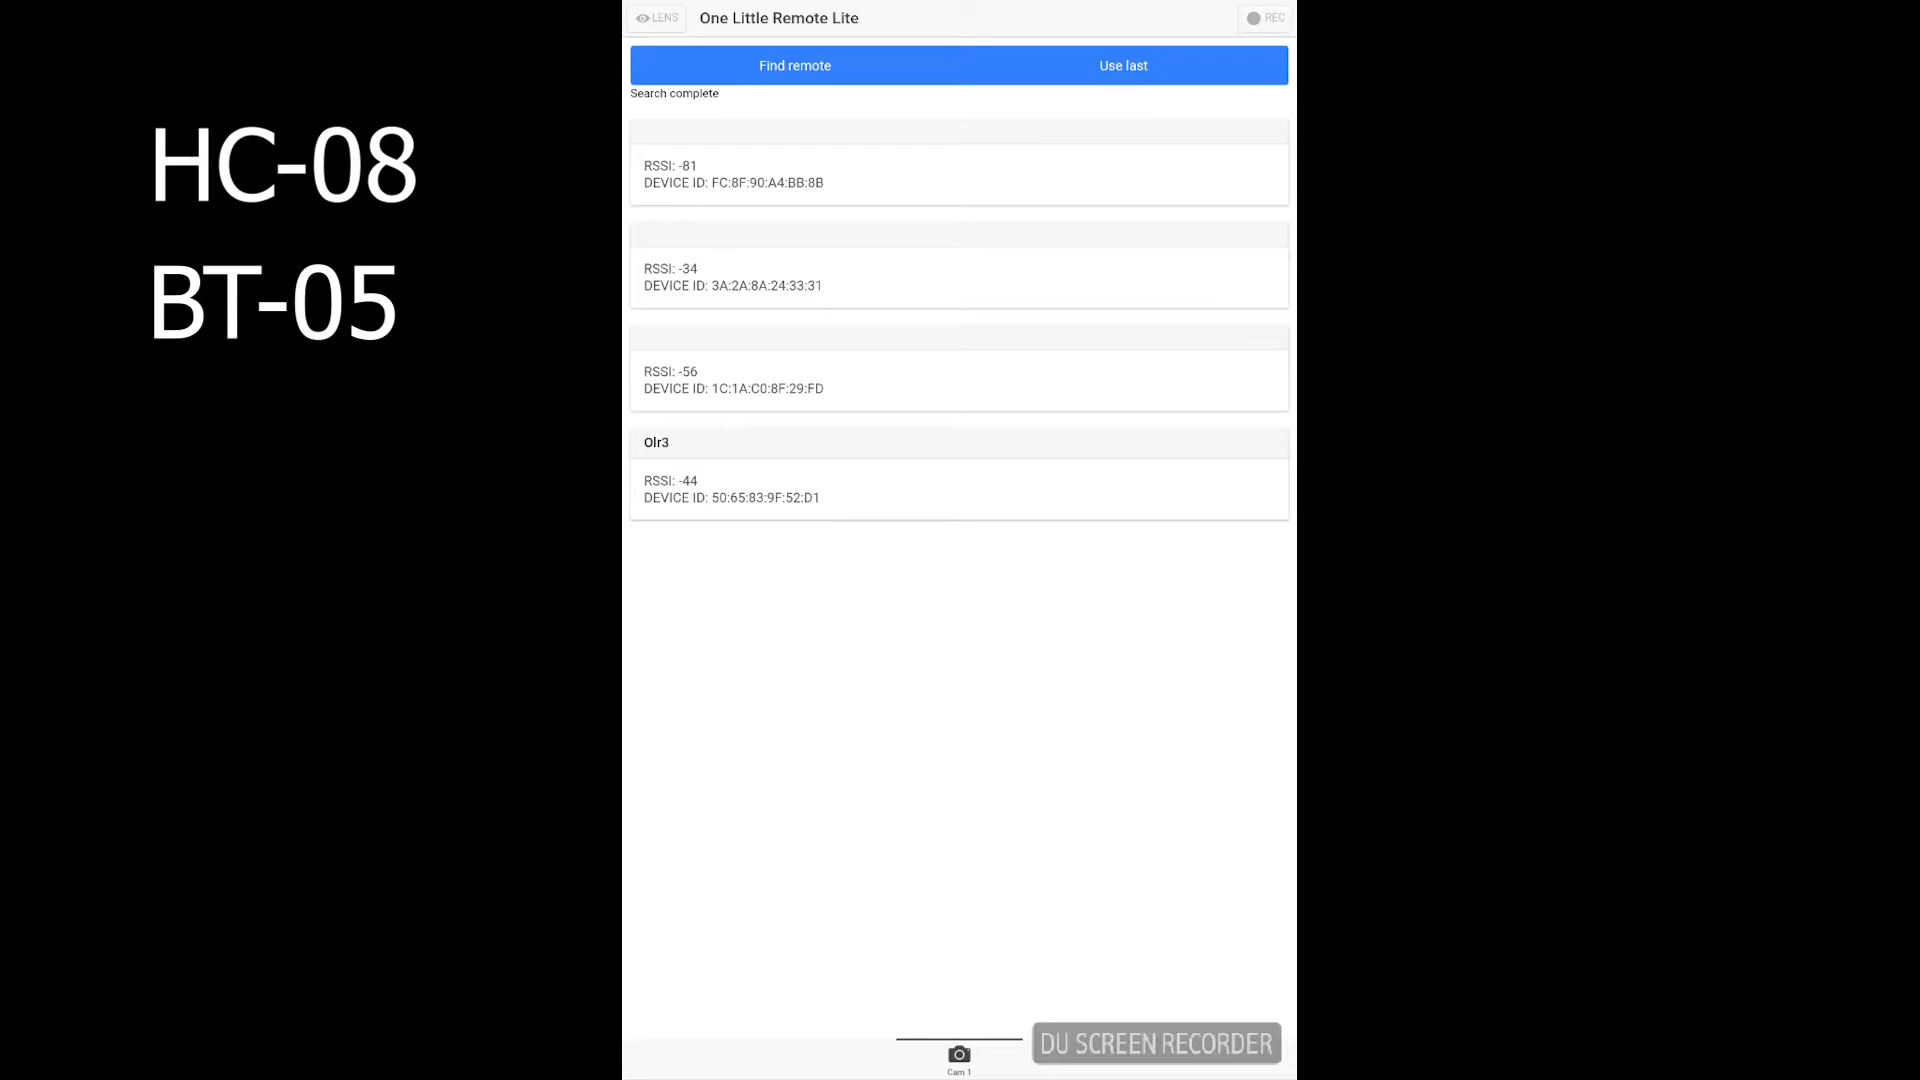 HC-08
BT-05
LENS
One Little Remote Lite
REC
Find remote
Use last
Search complete
RSSI: -81
DEVICE ID: FC:8F:90:A4:BB:8B
RSSI: -34
DEVICE ID: 3A:2A:8A:24:33:31
RSSI: -56
DEVICE ID: 1C:1A:C0:8F:29:FD
Olr3
RSSI: -44
DEVICE ID: 50:65:83:9F:52:D1
DU SCREEN RECORDER
Cam 1